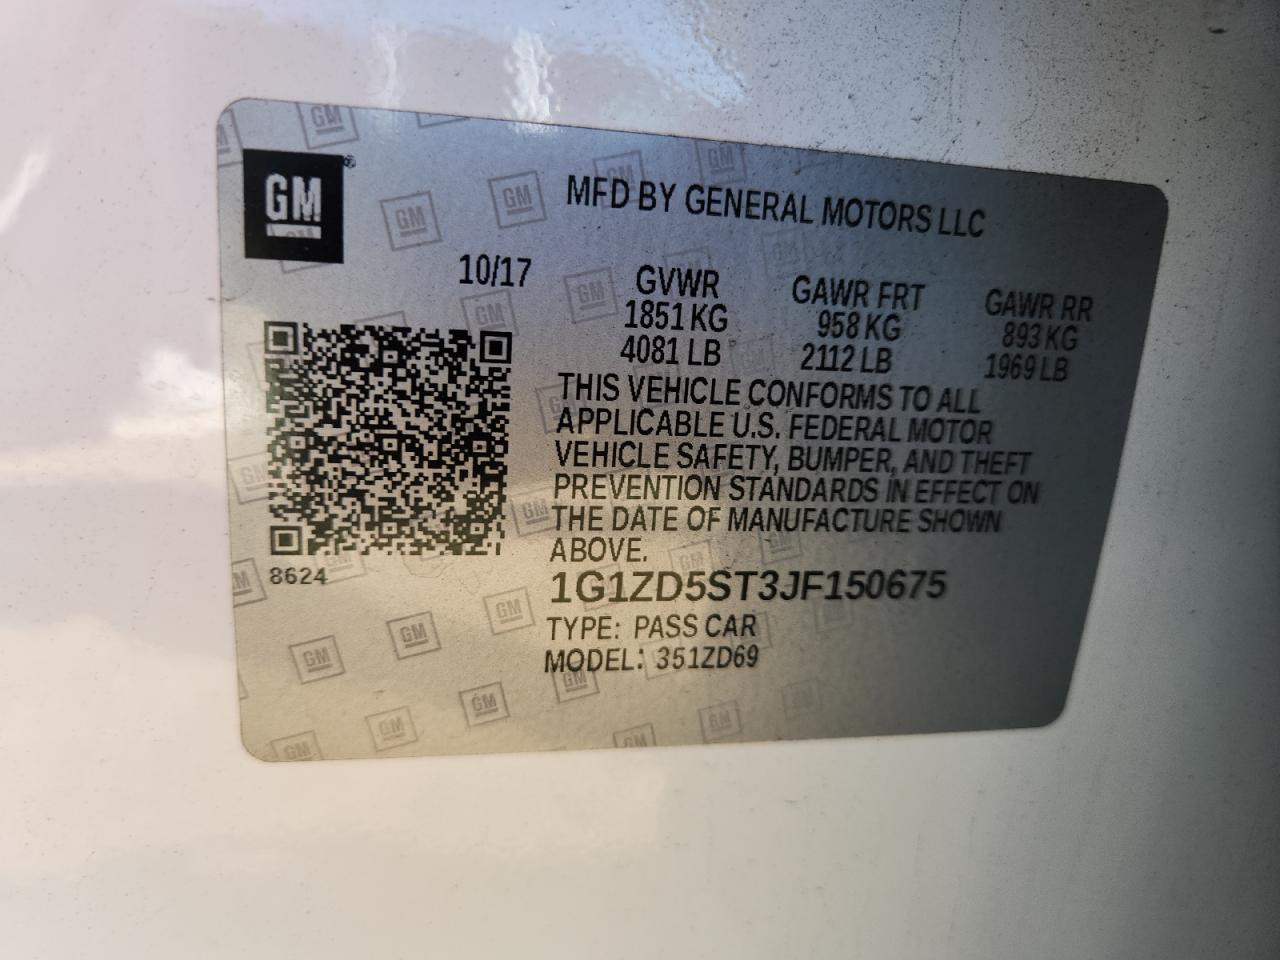 GM
MFD BY GENERAL MOTORS LLC
10/17
GVWR GAWR FRT GAWR RR
1851 KG 958 KG 893 KG
4081 LB 2112 LB 1969 LB
THIS VEHICLE CONFORMS TO ALL
APPLICABLE U.S. FEDERAL MOTOR
VEHICLE SAFETY, BUMPER, AND THEFT
PREVENTION STANDARDS IN EFFECT ON
THE DATE OF MANUFACTURE SHOWN
ABOVE.
8624
1G1ZD5ST3JF150675
TYPE: PASS CAR
MODEL: 351ZD69